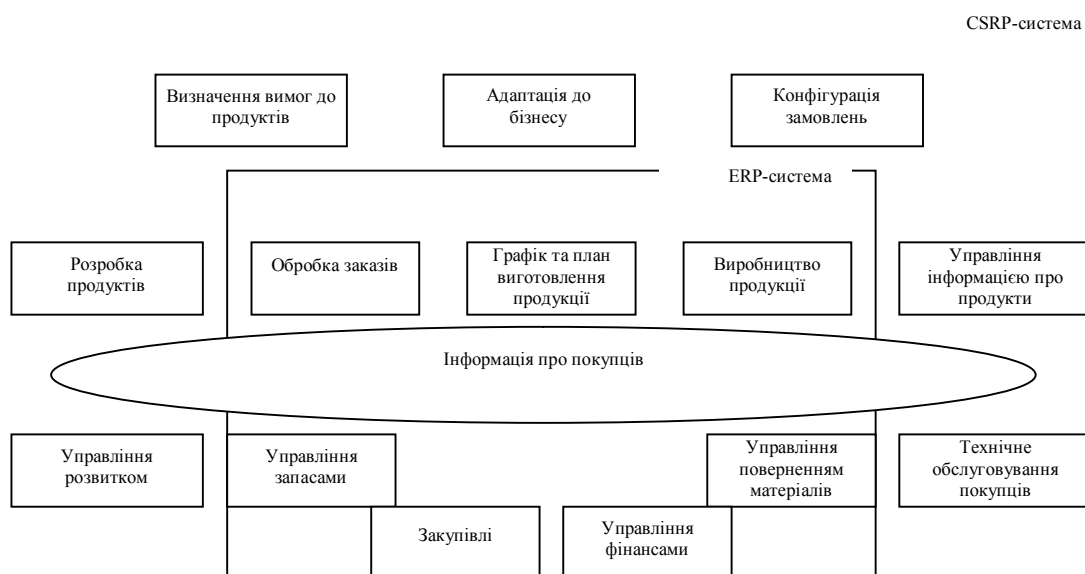 CSRP-система
Визначення вимог до
продуктів
Адаптація до
бізнесу
Конфігурація
замовлень
ERP-система
Розробка
продуктів
Обробка заказів
Графік та план
виготовлення
продукції
Виробництво
продукції
Управління
інформацією про
продукти
Інформація про покупців
Управління
розвитком
Управління
запасами
Управління
поверненням
матеріалів
Технічне
обслуговування
покупців
Закупівлі
Управління
фінансами